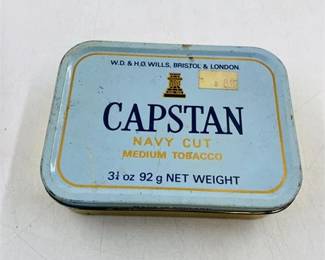 W.D. & H.O. WILLS, BRISTOL & LONDON.
CAPSTAN
NAVY CUT
MEDIUM TOBACCO
3¼ oz 92 g NET WEIGHT